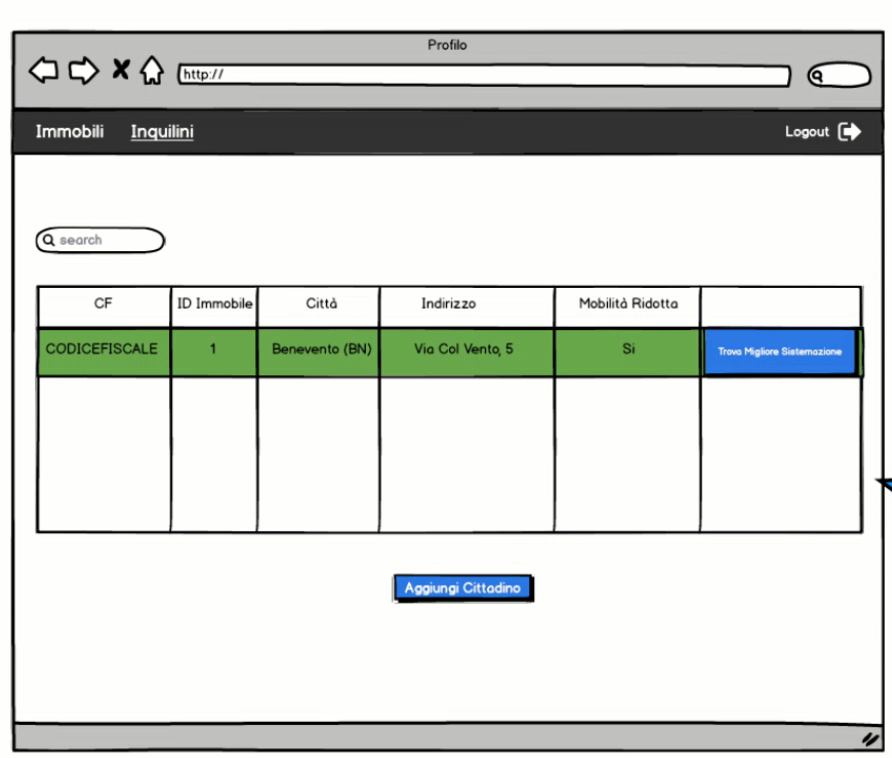 Profilo
http://
Immobili Inquilini Logout
search
CF ID Immobile Città Indirizzo Mobilità Ridotta
CODICEFISCALE 1 Benevento (BN) Via Col Vento, 5 Si Trova Migliore Sistemazione
Aggiungi Cittadino